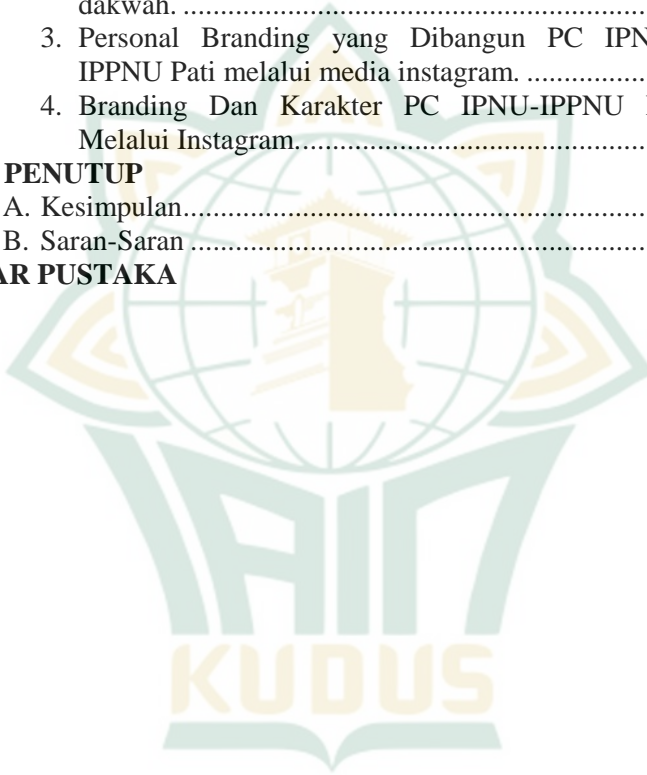 dakwah. ........................................................................
3. Personal Branding yang Dibangun PC IPN
IPPNU Pati melalui media instagram. ..................
4. Branding Dan Karakter PC IPNU-IPPNU
Melalui Instagram..................................................
PENUTUP
A. Kesimpulan.................................................................
B. Saran-Saran ................................................................
AR PUSTAKA
IAIN
KUDUS